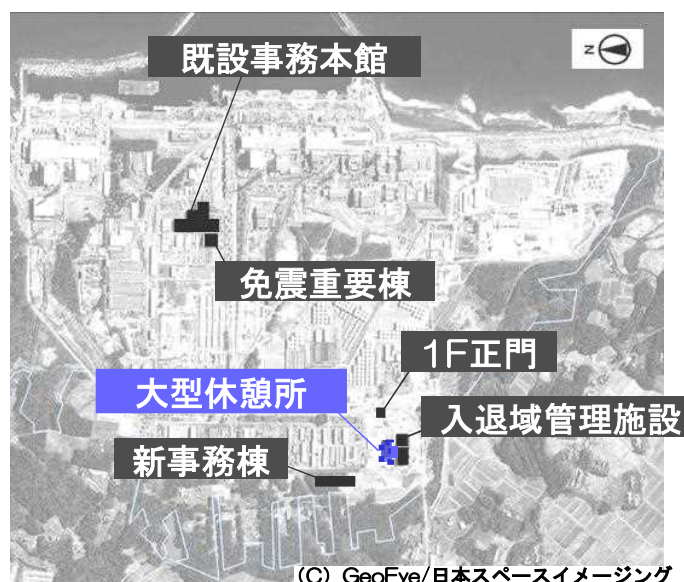 既設事務本館
N
免震重要棟
1F正門
大型休憩所
入退域管理施設
新事務棟
(C) GeoEye/日本スペースイメージング